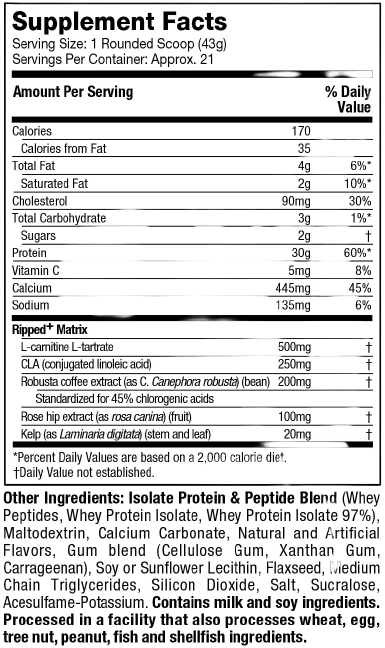 Supplement Facts
Serving Size: 1 Rounded Scoop (43g)
Servings Per Container: Approx. 21
Amount Per Serving % Daily Value
Calories 170
Calories from Fat 35
Total Fat 4g 6%*
Saturated Fat 2g 10%*
Cholesterol 90mg 30%
Total Carbohydrate 3g 1%*
Sugars 2g †
Protein 30g 60%*
Vitamin C 5mg 8%
Calcium 445mg 45%
Sodium 135mg 6%
Ripped+ Matrix
L-carnitine L-tartrate 500mg †
CLA (conjugated linoleic acid) 250mg †
Robusta coffee extract (as C. Canephora robusta) (bean) 200mg †
Standardized for 45% chlorogenic acids
Rose hip extract (as rosa canina) (fruit) 100mg †
Kelp (as Laminaria digitata) (stem and leaf) 20mg †
*Percent Daily Values are based on a 2,000 calorie diet.
†Daily Value not established.
Other Ingredients: Isolate Protein & Peptide Blend (Whey
Peptides, Whey Protein Isolate, Whey Protein Isolate 97%),
Maltodextrin, Calcium Carbonate, Natural and Artificial
Flavors, Gum blend (Cellulose Gum, Xanthan Gum,
Carrageenan), Soy or Sunflower Lecithin, Flaxseed, Medium
Chain Triglycerides, Silicon Dioxide, Salt, Sucralose,
Acesulfame-Potassium. Contains milk and soy ingredients.
Processed in a facility that also processes wheat, egg,
tree nut, peanut, fish and shellfish ingredients.